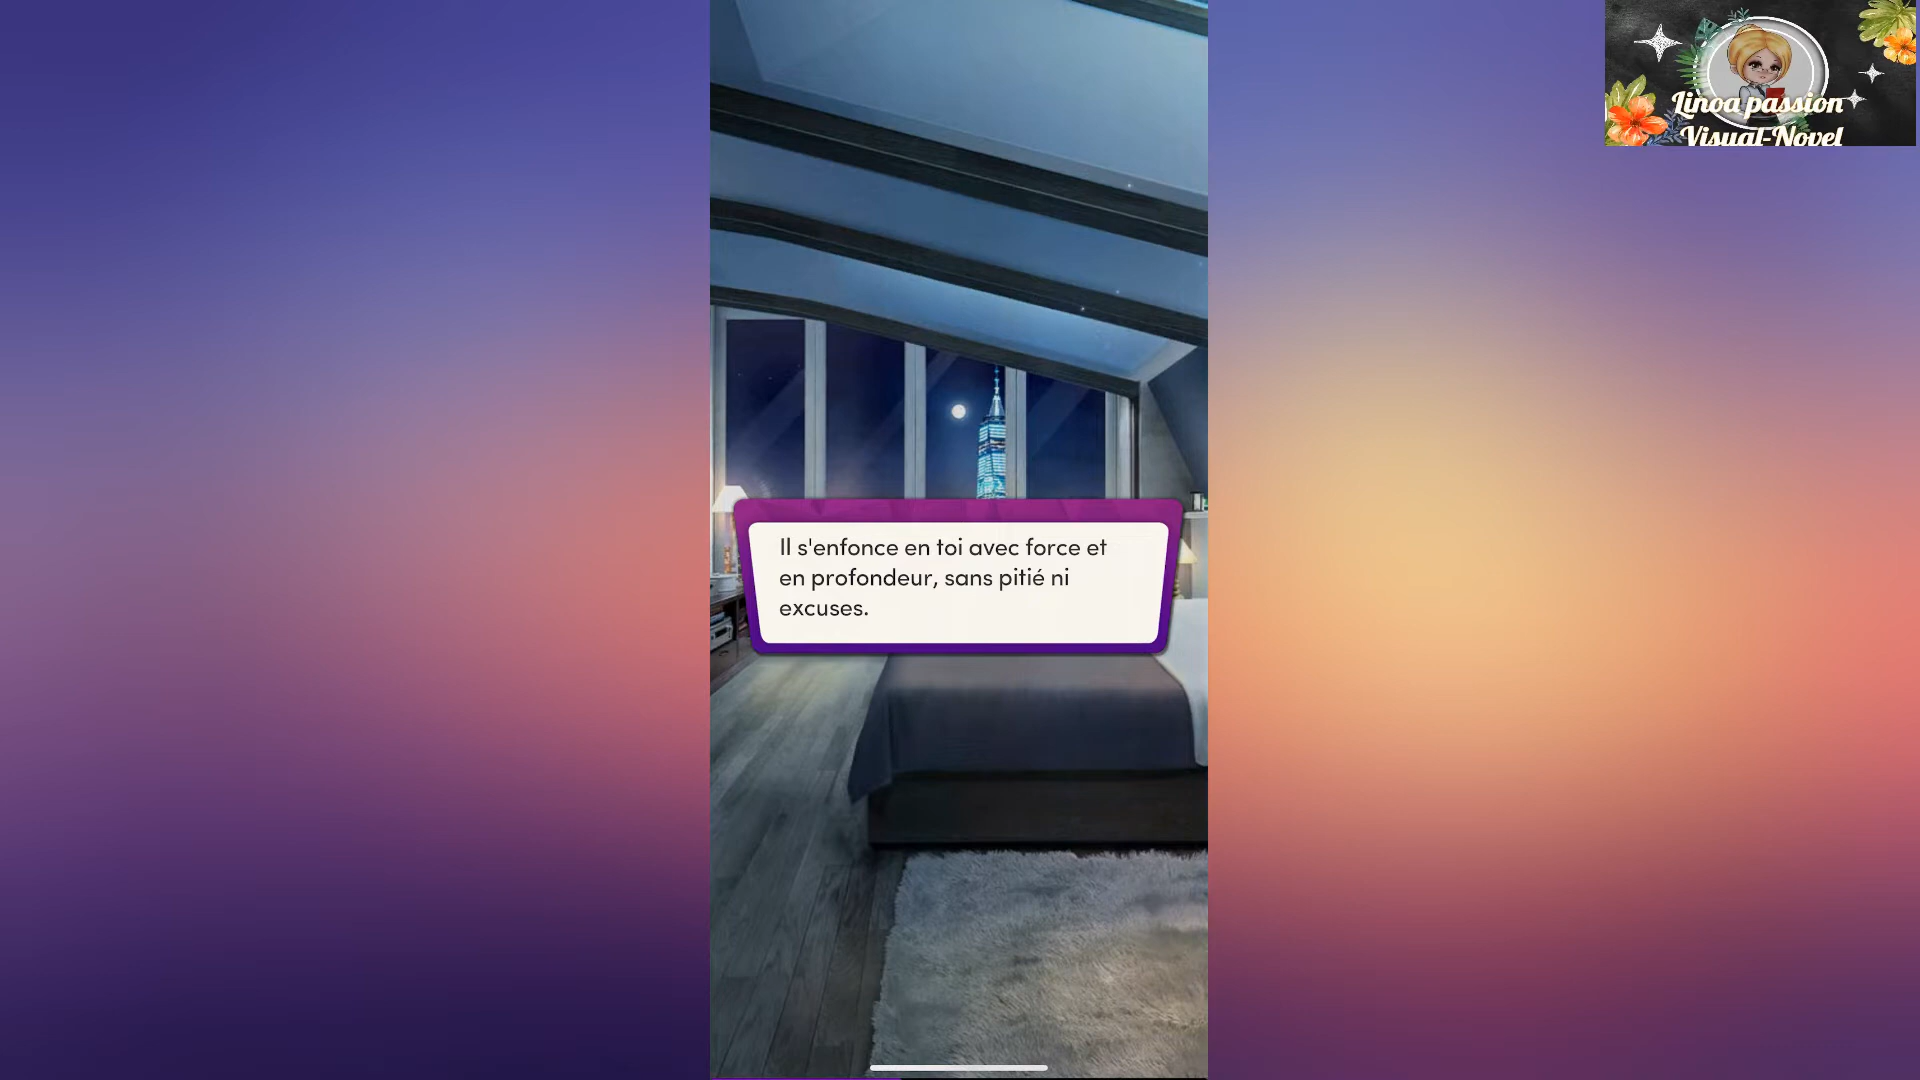 Linoa passion
Visual-Novel
Il s'enfonce en toi avec force et
en profondeur, sans pitié ni
excuses.